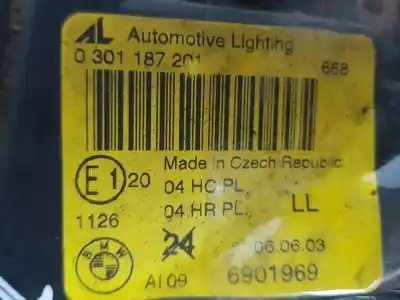 AL Automotive Lighting
0 301 187 201
658
Made in Czech Republic
E1 20
04 HC PL
04 HR PL.
LL
1126
24
06.06.03
BMW
AI 09
6901969